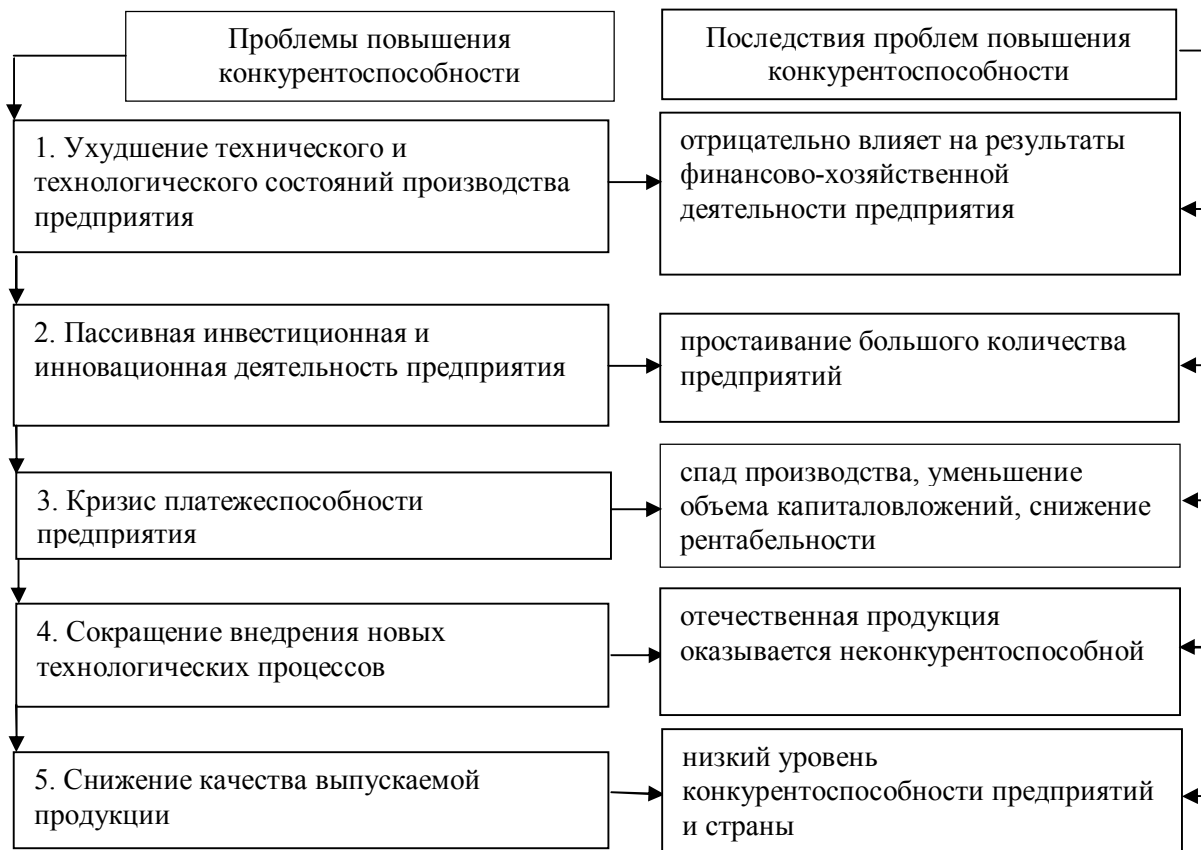 Проблемы повышения
конкурентоспособности
Последствия проблем повышения
конкурентоспособности
1. Ухудшение технического и
технологического состояний производства
предприятия
отрицательно влияет на результаты
финансово-хозяйственной
деятельности предприятия
2. Пассивная инвестиционная и
инновационная деятельность предприятия
простаивание большого количества
предприятий
3. Кризис платежеспособности
предприятия
спад производства, уменьшение
объема капиталовложений, снижение
рентабельности
4. Сокращение внедрения новых
технологических процессов
отечественная продукция
оказывается неконкурентоспособной
5. Снижение качества выпускаемой
продукции
низкий уровень
конкурентоспособности предприятий
и страны